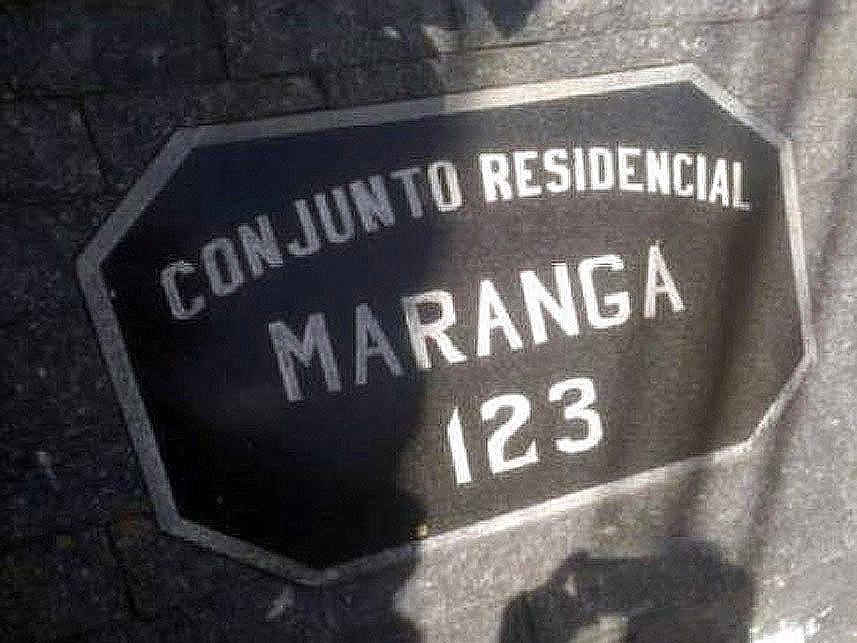 CONJUNTO RESIDENCIAL
MARANGA
123